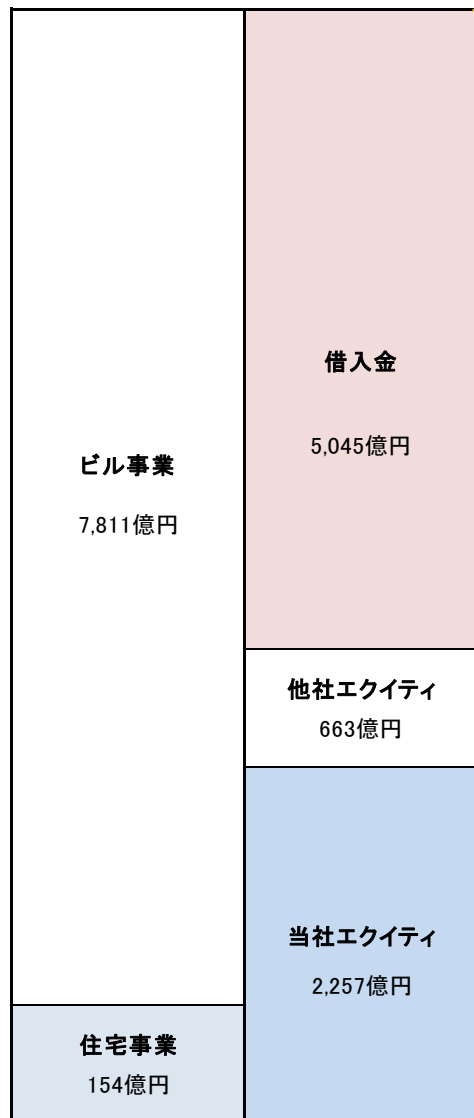 ビル事業
7,811億円
住宅事業
154億円
借入金
5,045億円
他社エクイティ
663億円
当社エクイティ
2,257億円